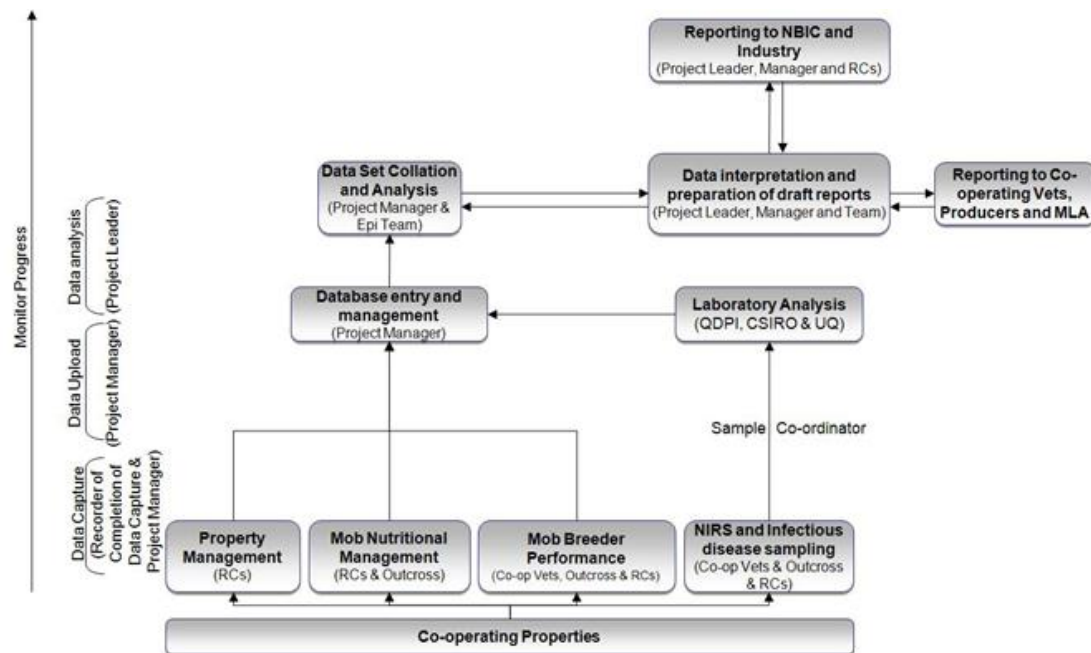 Reporting to NBIC and
Industry
(Project Leader, Manager and RCs)
Data Set Collation
and Analysis
(Project Manager &
Epi Team)
Data interpretation and
preparation of draft reports
(Project Leader, Manager and Team)
Reporting to Co-
operating Vets,
Producers and MLA
Monitor Progress
Data analysis
(Project Leader)
Database entry and
management
(Project Manager)
Laboratory Analysis
(QDPI, CSIRO & UQ)
Data Upload
(Project Manager)
Sample Co-ordinator
Data Capture
(Recorder of
Completion of
Data Capture &
Project Manager)
Property
Management
(RCs)
Mob Nutritional
Management
(RCs & Outcross)
Mob Breeder
Performance
(Co-op Vets, Outcross & RCs)
NIRS and Infectious
disease sampling
(Co-op Vets & Outcross
& RCs)
Co-operating Properties